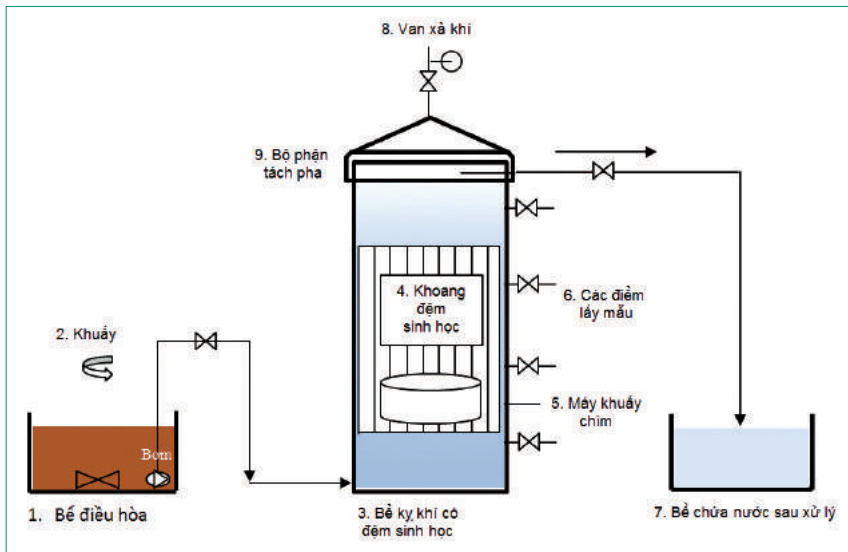 8. Van xả khí
9. Bộ phận
tách pha
4. Khoang
đệm
sinh học
6. Các điểm
lấy mẫu
2. Khuấy
5. Máy khuấy
chìm
Bơm
1. Bể điều hòa
3. Bể kỵ khí có
đệm sinh học
7. Bể chứa nước sau xử lý